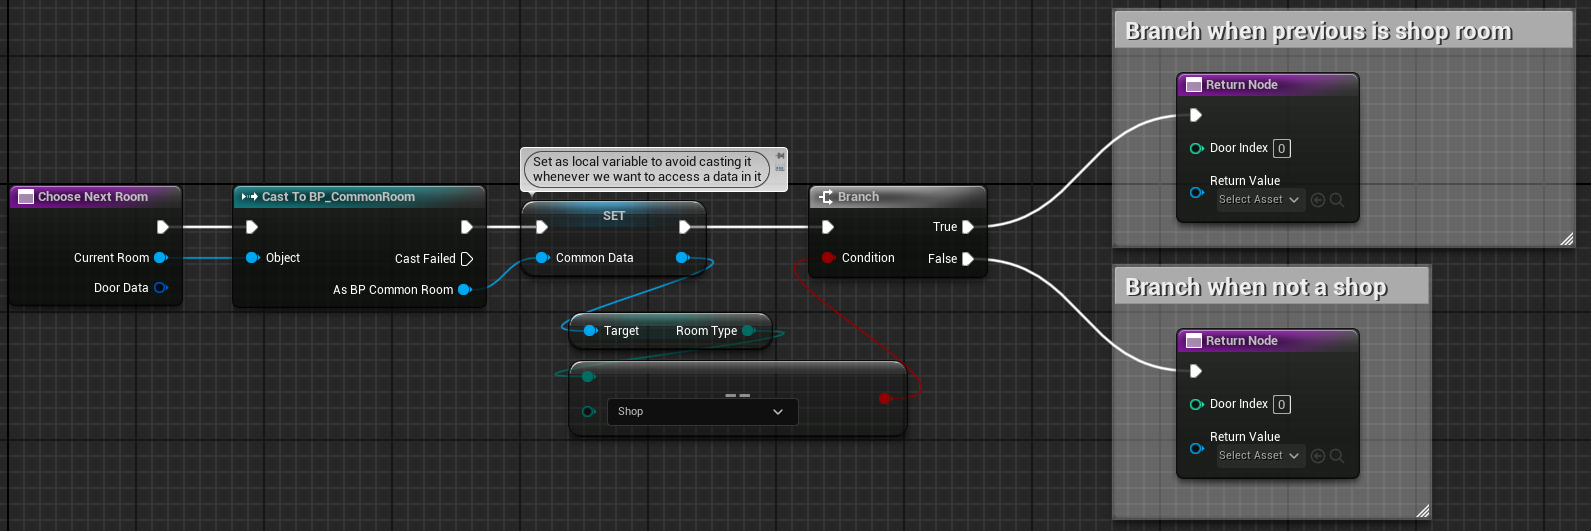 Branch when previous is shop room
Return Node
Door Index 0
Return Value
Select Asset
Set as local variable to avoid casting it
whenever we want to access a data in it
Choose Next Room
Current Room
Door Data
Cast To BP_CommonRoom
Object
Cast Failed
As BP Common Room
SET
Common Data
Branch
Condition
True
False
Target
Room Type
==
Shop
Branch when not a shop
Return Node
Door Index 0
Return Value
Select Asset